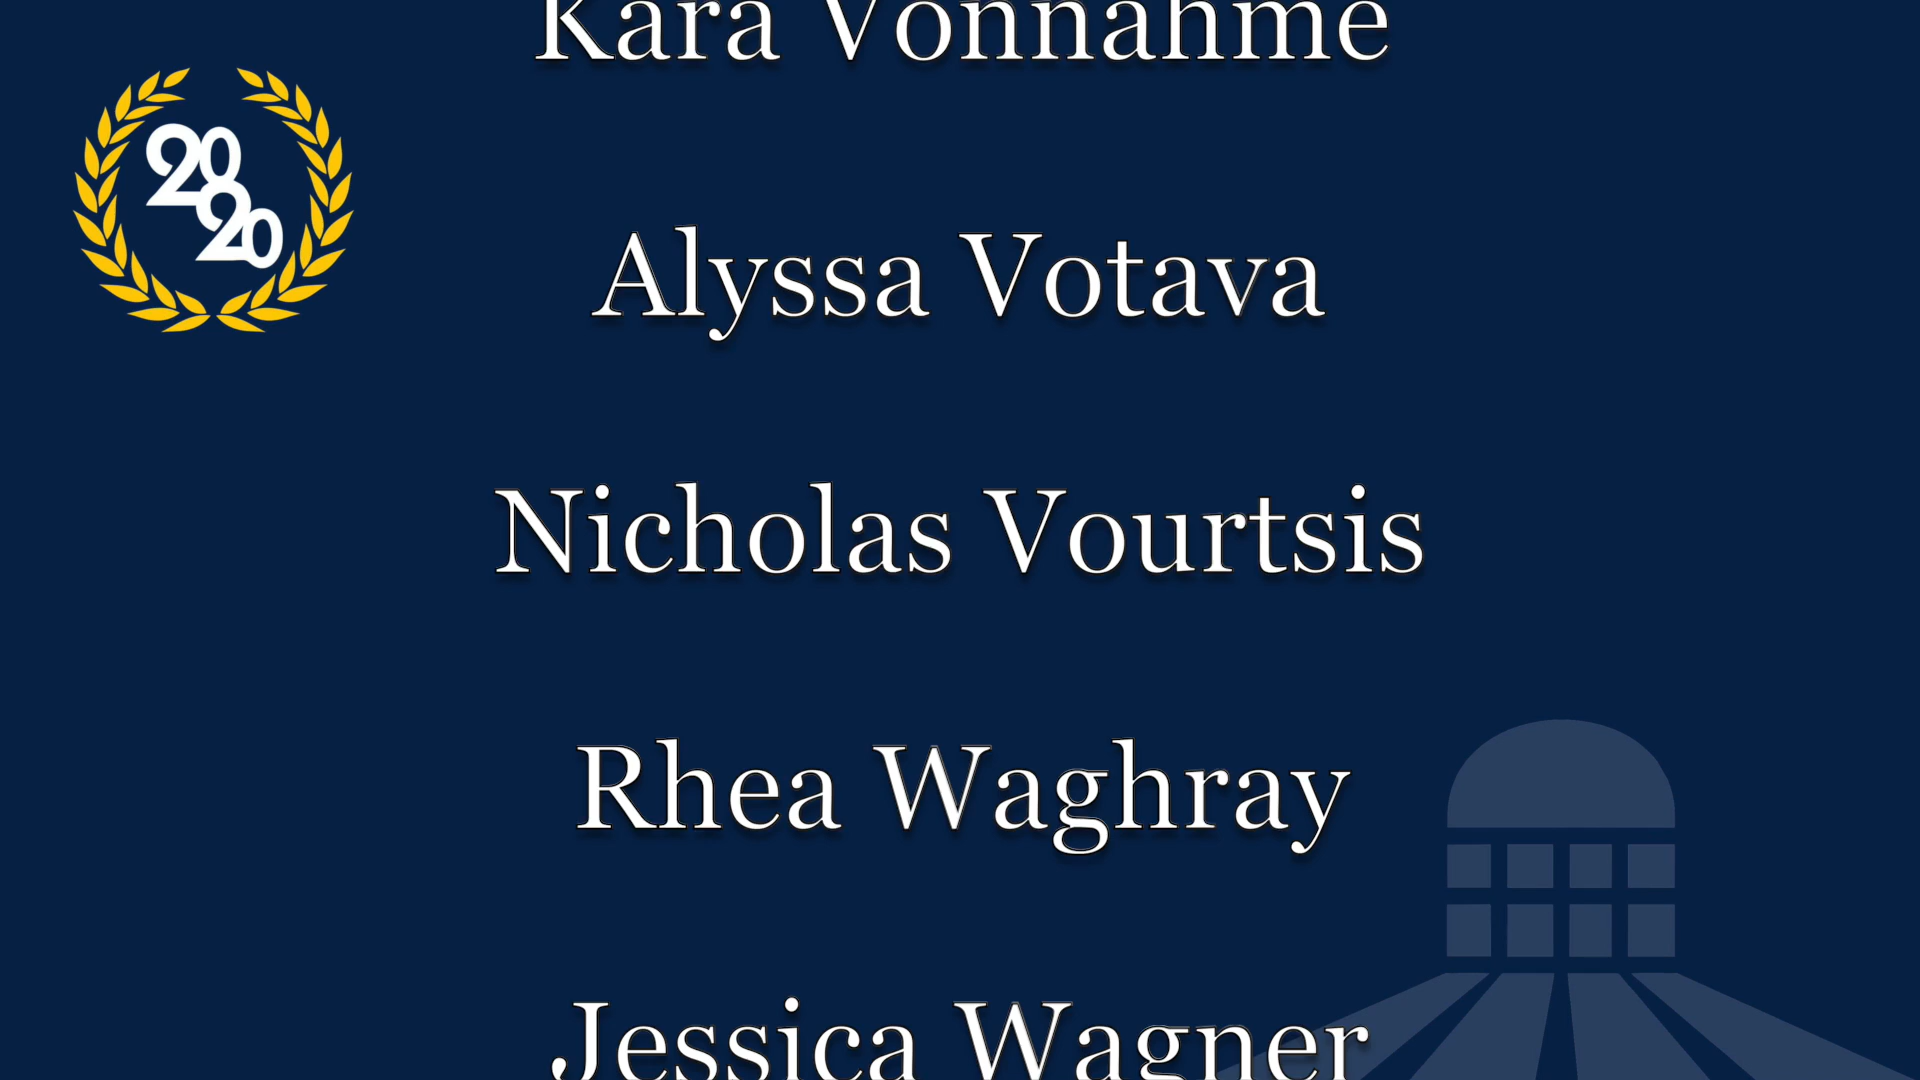 Kara Vonnahme
2020
Alyssa Votava
Nicholas Vourtsis
Rhea Waghray
Jessica Wagner